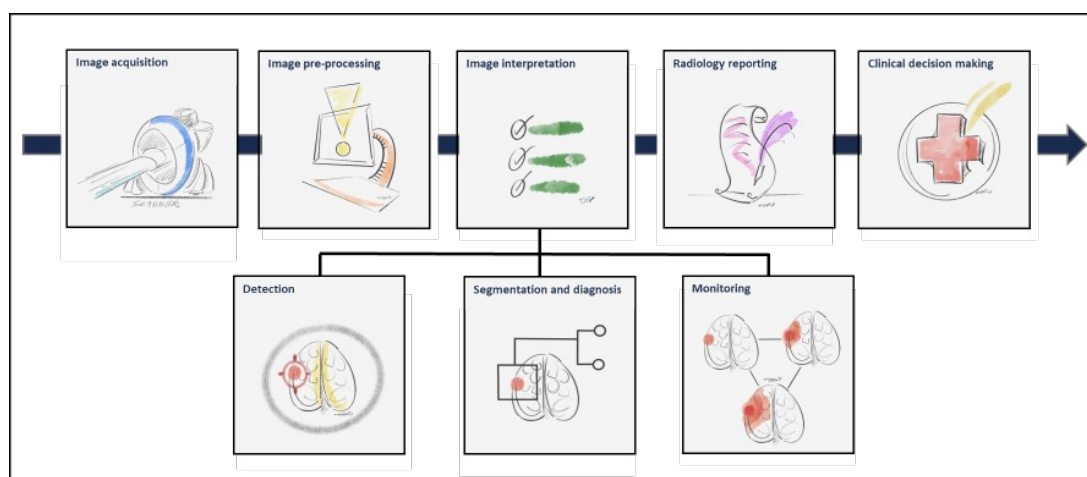 Image acquisition
Image pre-processing
Image interpretation
Radiology reporting
Clinical decision making
Detection
Segmentation and diagnosis
Monitoring